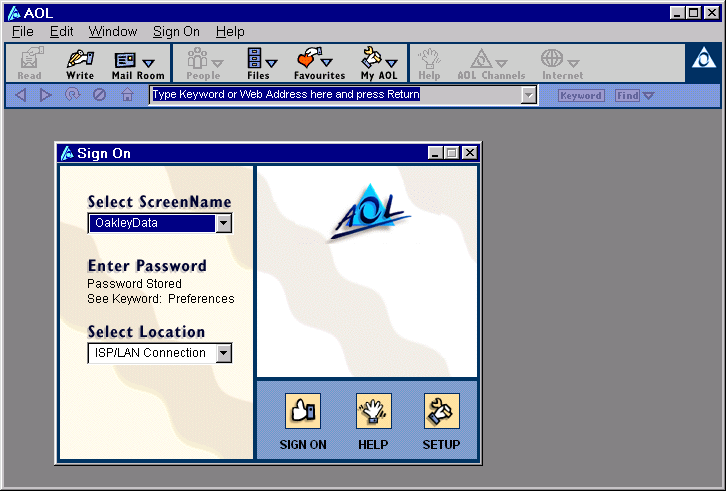 AOL
File Edit Window Sign On Help
Read Write Mail Room People Files Favourites My AOL Help AOL Channels Internet
Type Keyword or Web Address here and press Return Keyword Find
Sign On
Select ScreenName
OakleyData
Enter Password
Password Stored
See Keyword: Preferences
Select Location
ISP/LAN Connection
AOL
SIGN ON HELP SETUP